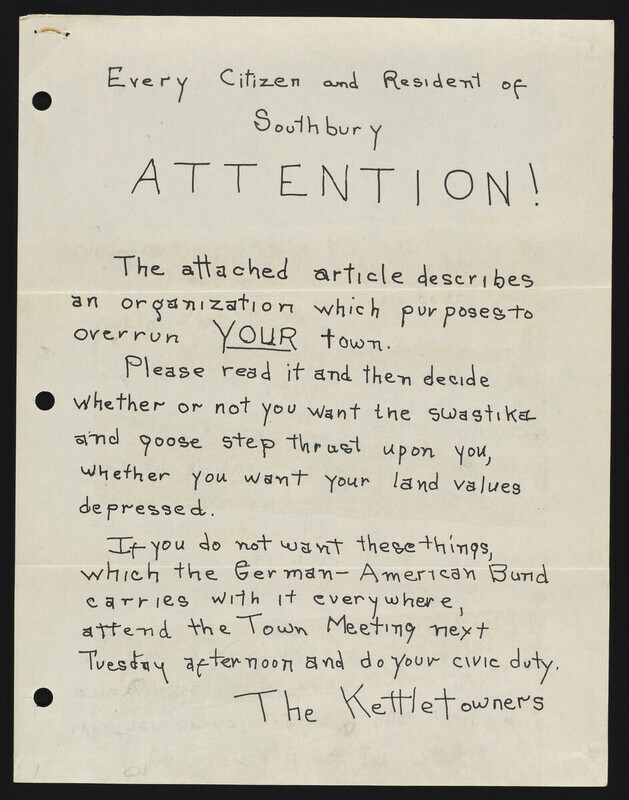 Every Citizen and Resident of
Southbury
ATTENTION!
The attached article describes
an organization which purposes to
overrun YOUR town.
Please read it and then decide
whether or not you want the swastika
and goose step thrust upon you,
whether you want your land values
depressed.
If you do not want these things,
which the German-American Bund
carries with it everywhere,
attend the Town Meeting next
Tuesday afternoon and do your civic duty.
The Kettletowners